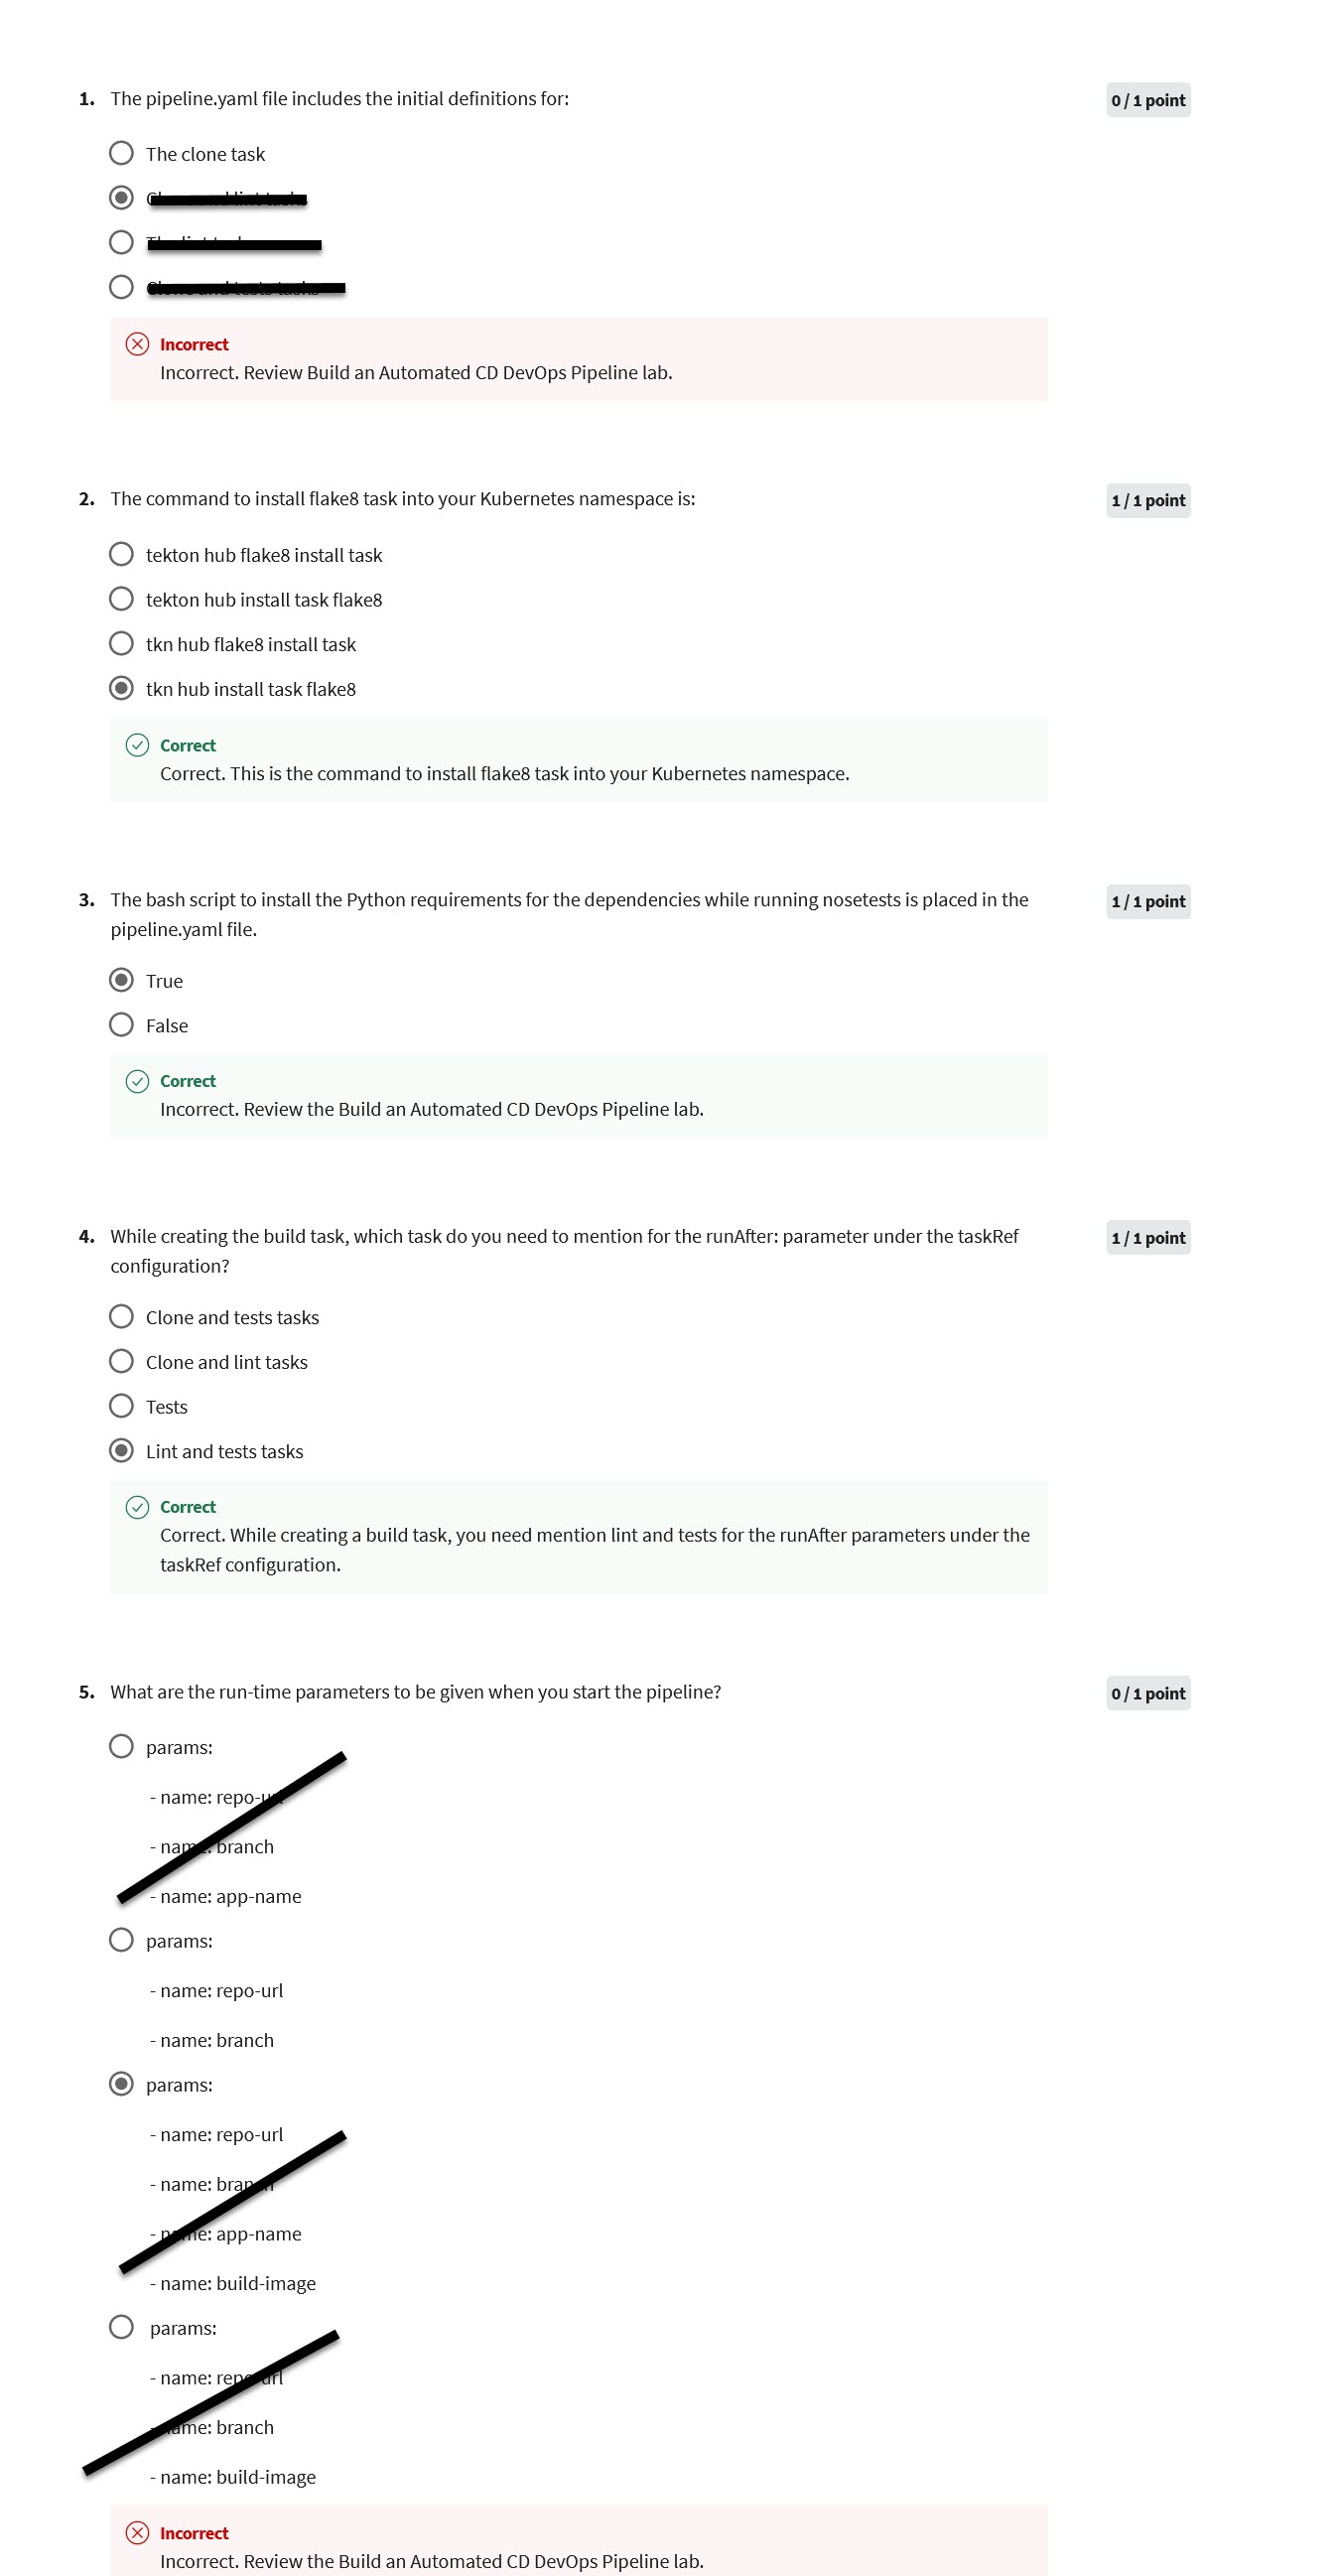 1. The pipeline.yaml file includes the initial definitions for:
0 / 1 point
The clone task
Clone and lint tasks
The lint task
Clone and tests tasks
Incorrect
Incorrect. Review Build an Automated CD DevOps Pipeline lab.
2. The command to install flake8 task into your Kubernetes namespace is:
1 / 1 point
tekton hub flake8 install task
tekton hub install task flake8
tkn hub flake8 install task
tkn hub install task flake8
Correct
Correct. This is the command to install flake8 task into your Kubernetes namespace.
3. The bash script to install the Python requirements for the dependencies while running nosetests is placed in the
pipeline.yaml file.
1 / 1 point
True
False
Correct
Incorrect. Review the Build an Automated CD DevOps Pipeline lab.
4. While creating the build task, which task do you need to mention for the runAfter: parameter under the taskRef
configuration?
1 / 1 point
Clone and tests tasks
Clone and lint tasks
Tests
Lint and tests tasks
Correct
Correct. While creating a build task, you need mention lint and tests for the runAfter parameters under the
taskRef configuration.
5. What are the run-time parameters to be given when you start the pipeline?
0 / 1 point
params:
- name: repo-url
- name: branch
- name: app-name
params:
- name: repo-url
- name: branch
params:
- name: repo-url
- name: branch
- name: app-name
- name: build-image
params:
- name: repo-url
- name: branch
- name: build-image
Incorrect
Incorrect. Review the Build an Automated CD DevOps Pipeline lab.